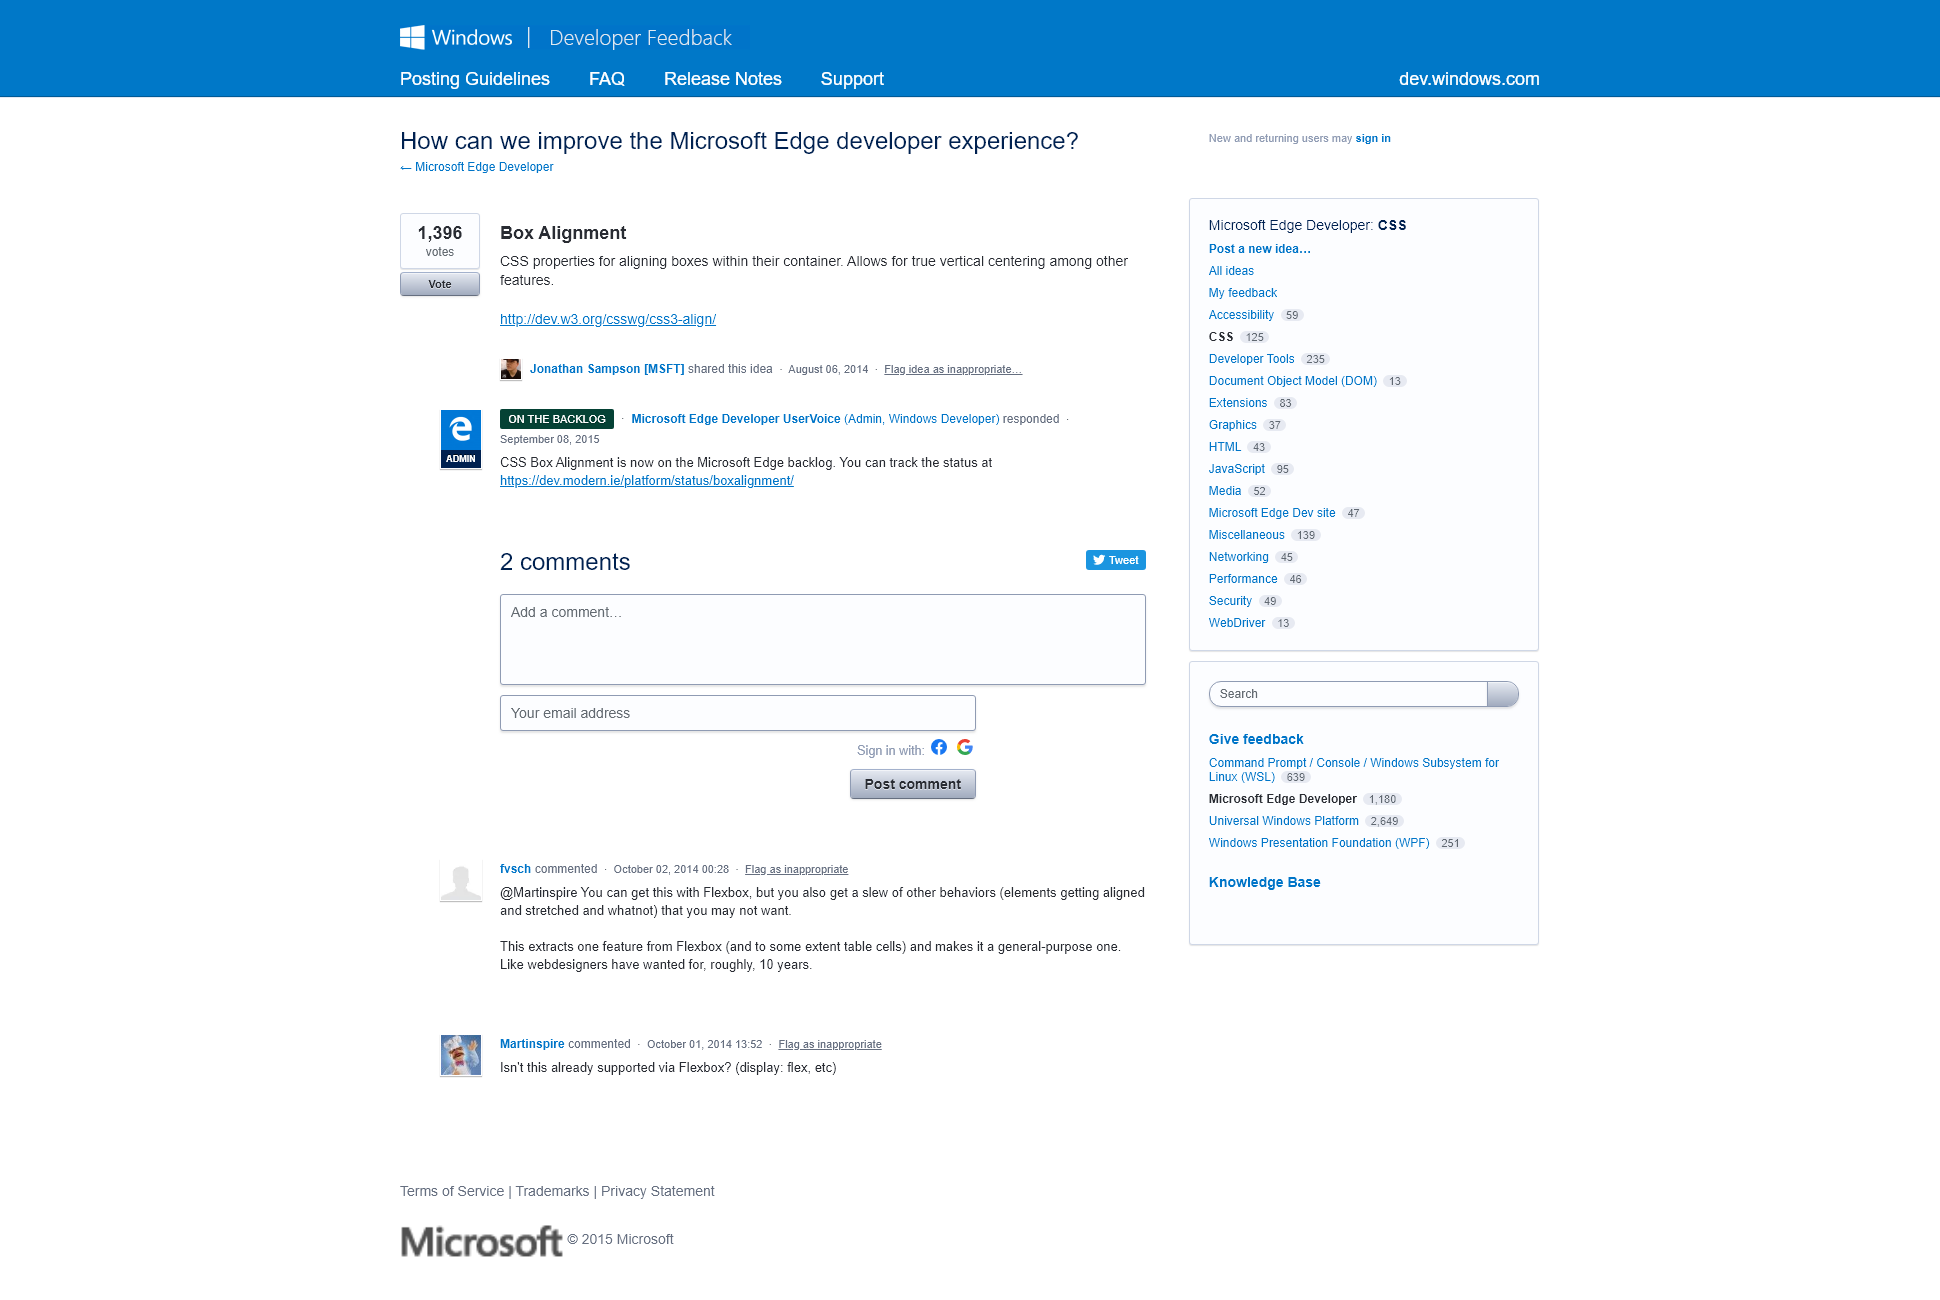 Windows | Developer Feedback
Posting Guidelines FAQ Release Notes Support dev.windows.com
How can we improve the Microsoft Edge developer experience?
← Microsoft Edge Developer
New and returning users may sign in
1,396
votes
Vote
Box Alignment
CSS properties for aligning boxes within their container. Allows for true vertical centering among other
features.
http://dev.w3.org/csswg/css3-align/
Jonathan Sampson [MSFT] shared this idea · August 06, 2014 · Flag idea as inappropriate…
ADMIN
ON THE BACKLOG · Microsoft Edge Developer UserVoice (Admin, Windows Developer) responded ·
September 08, 2015
CSS Box Alignment is now on the Microsoft Edge backlog. You can track the status at
https://dev.modern.ie/platform/status/boxalignment/
2 comments
Tweet
Add a comment…
Your email address
Sign in with:
Post comment
fvsch commented · October 02, 2014 00:28 · Flag as inappropriate
@Martinspire You can get this with Flexbox, but you also get a slew of other behaviors (elements getting aligned
and stretched and whatnot) that you may not want.
This extracts one feature from Flexbox (and to some extent table cells) and makes it a general-purpose one.
Like webdesigners have wanted for, roughly, 10 years.
Martinspire commented · October 01, 2014 13:52 · Flag as inappropriate
Isn't this already supported via Flexbox? (display: flex, etc)
Microsoft Edge Developer: CSS
Post a new idea…
All ideas
My feedback
Accessibility 59
CSS 125
Developer Tools 235
Document Object Model (DOM) 13
Extensions 83
Graphics 37
HTML 43
JavaScript 95
Media 52
Microsoft Edge Dev site 47
Miscellaneous 139
Networking 45
Performance 46
Security 49
WebDriver 13
Search
Give feedback
Command Prompt / Console / Windows Subsystem for
Linux (WSL) 639
Microsoft Edge Developer 1,180
Universal Windows Platform 2,649
Windows Presentation Foundation (WPF) 251
Knowledge Base
Terms of Service | Trademarks | Privacy Statement
Microsoft © 2015 Microsoft